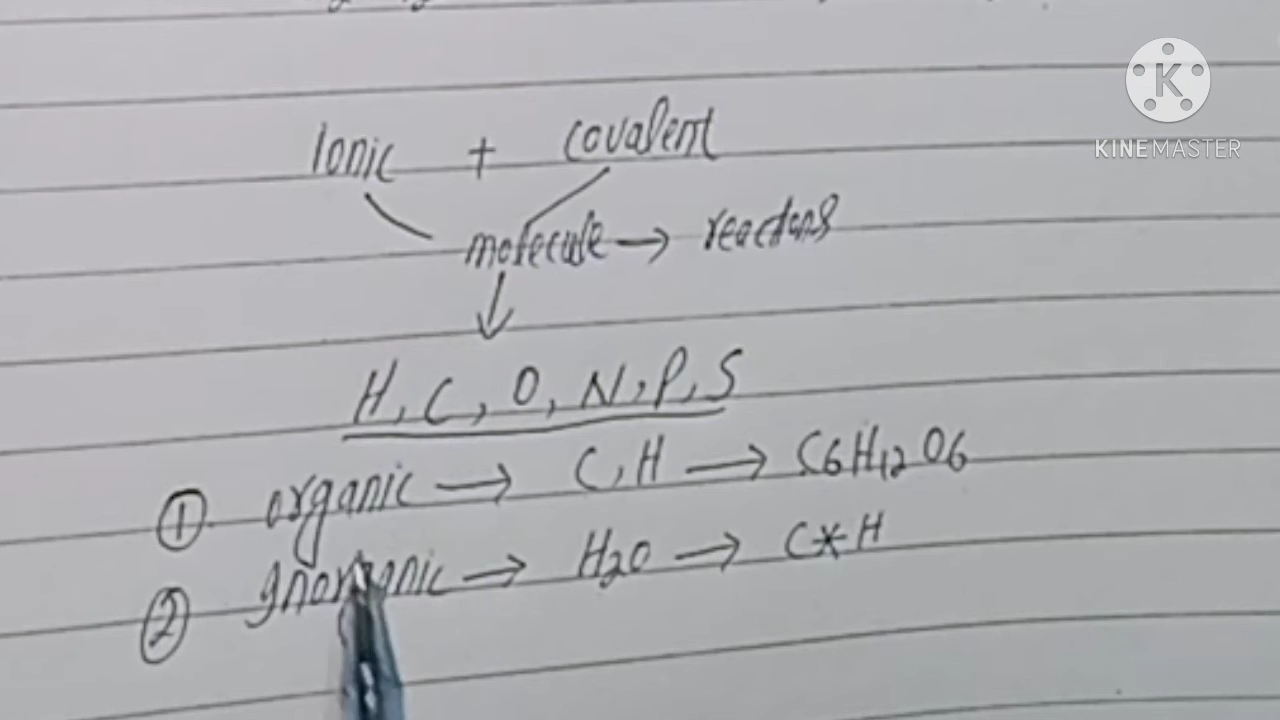 KINEMASTER
Ionic + covalent
molecule → reactions
H, C, O, N, P, S
① organic → C, H → C6H12O6
② Inorganic → H2O → C*H